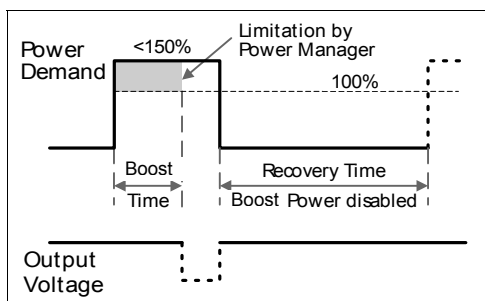 Power
Demand
<150%
Limitation by
Power Manager
100%
Boost
Time
Recovery Time
Boost Power disabled
Output
Voltage